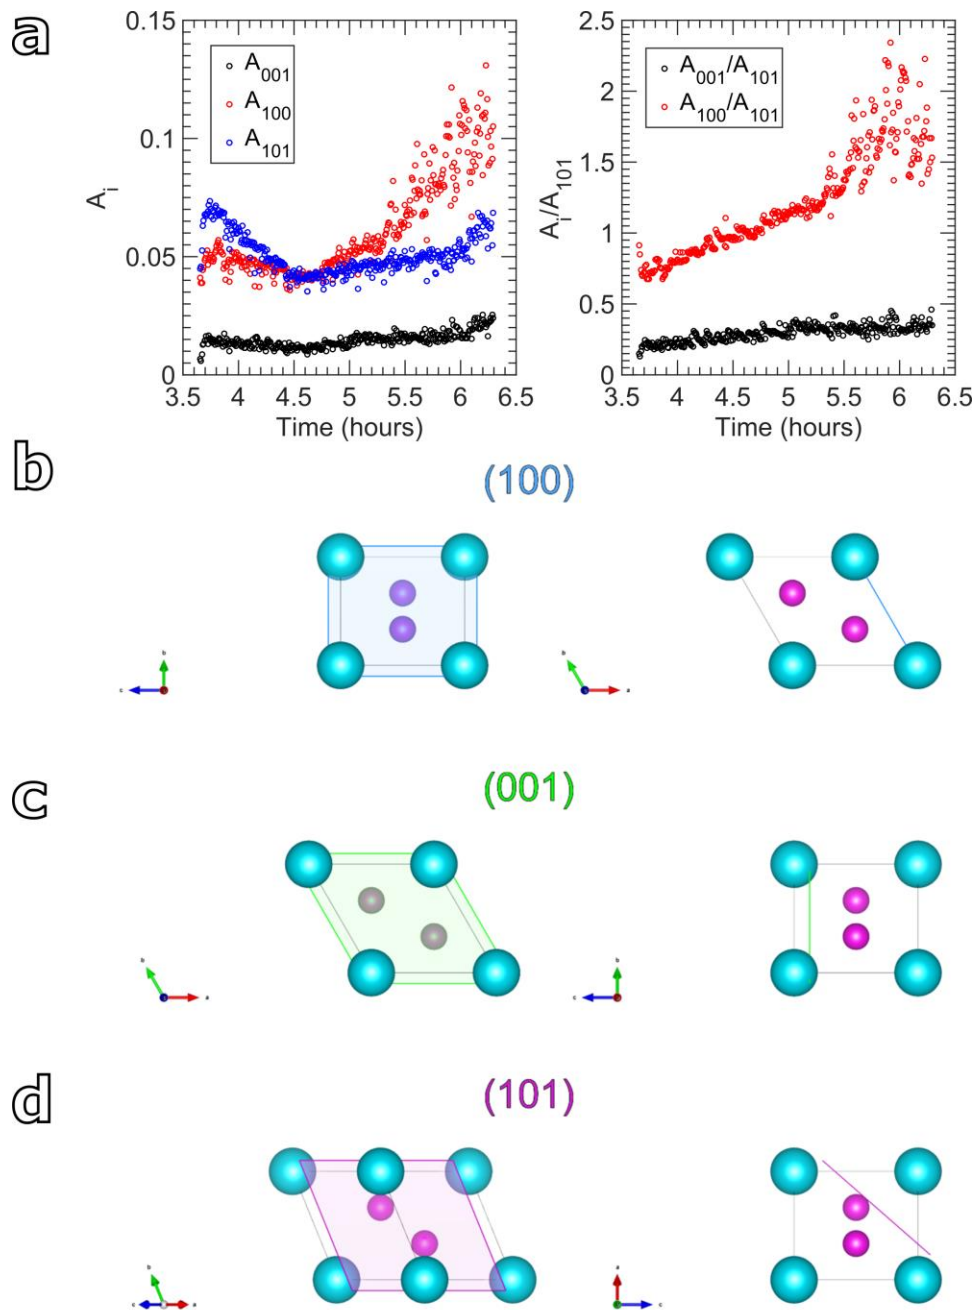 a
0.15
0.1
0.05
0
A_i
A_001
A_100
A_101
3.5 4 4.5 5 5.5 6 6.5
Time (hours)
2.5
2
1.5
1
0.5
0
A_i/A_101
A_001/A_101
A_100/A_101
3.5 4 4.5 5 5.5 6 6.5
Time (hours)
b
(100)
b
c
b
a
c
(001)
b
a
b
c
d
(101)
b
c
a
a
c